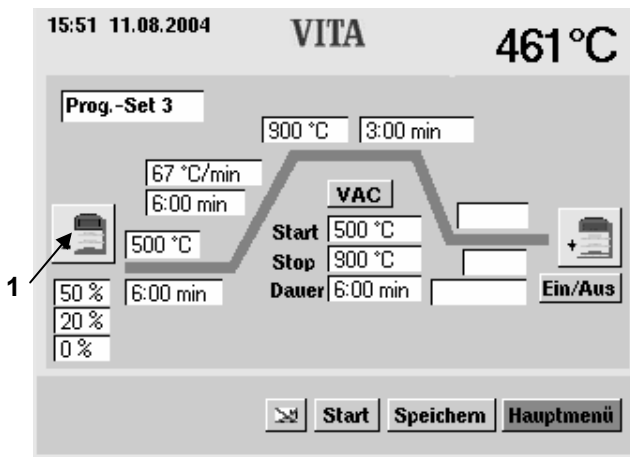 15:51 11.08.2004 VITA 461°C
Prog.-Set 3
900 °C 3:00 min
67 °C/min
6:00 min
VAC
500 °C
Start 500 °C
Stop 900 °C
1
50 % 6:00 min Dauer 6:00 min Ein/Aus
20 %
0 %
Start Speichern Hauptmenü